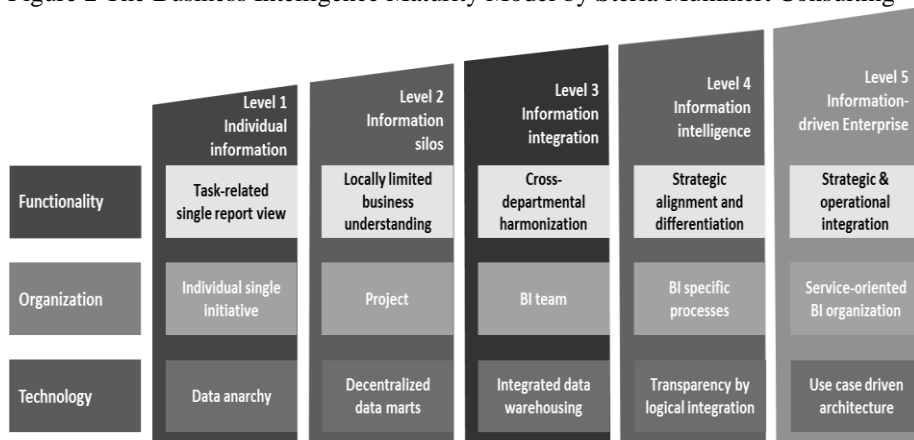 Figure 2 The Business Intelligence Maturity Model by Steria Mummert Consulting
Level 1
Individual
information
Level 2
Information
silos
Level 3
Information
integration
Level 4
Information
intelligence
Level 5
Information-
driven Enterprise
Functionality
Task-related
single report view
Locally limited
business
understanding
Cross-
departmental
harmonization
Strategic
alignment and
differentiation
Strategic &
operational
integration
Organization
Individual single
initiative
Project
BI team
BI specific
processes
Service-oriented
BI organization
Technology
Data anarchy
Decentralized
data marts
Integrated data
warehousing
Transparency by
logical integration
Use case driven
architecture